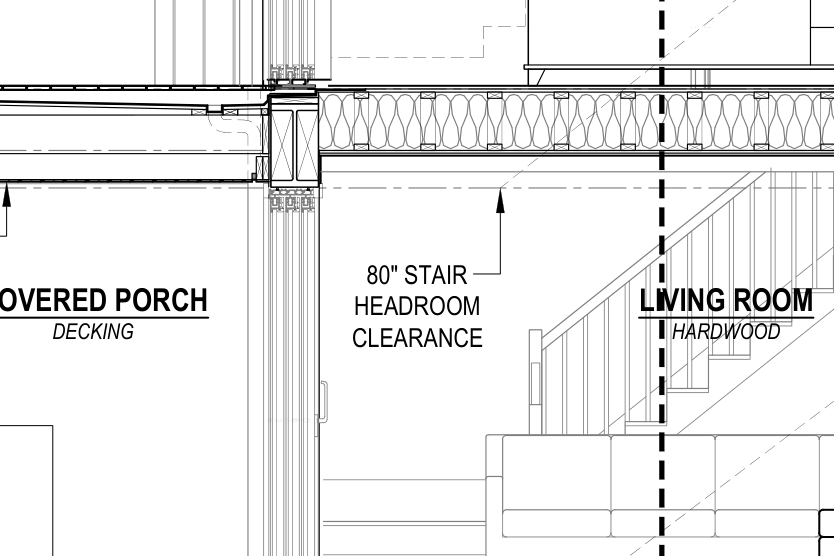 OVERED PORCH
DECKING
80" STAIR
HEADROOM
CLEARANCE
LIVING ROOM
HARDWOOD